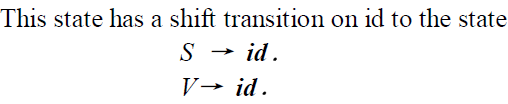 This state has a shift transition on id to the state
S → id .
V → id .